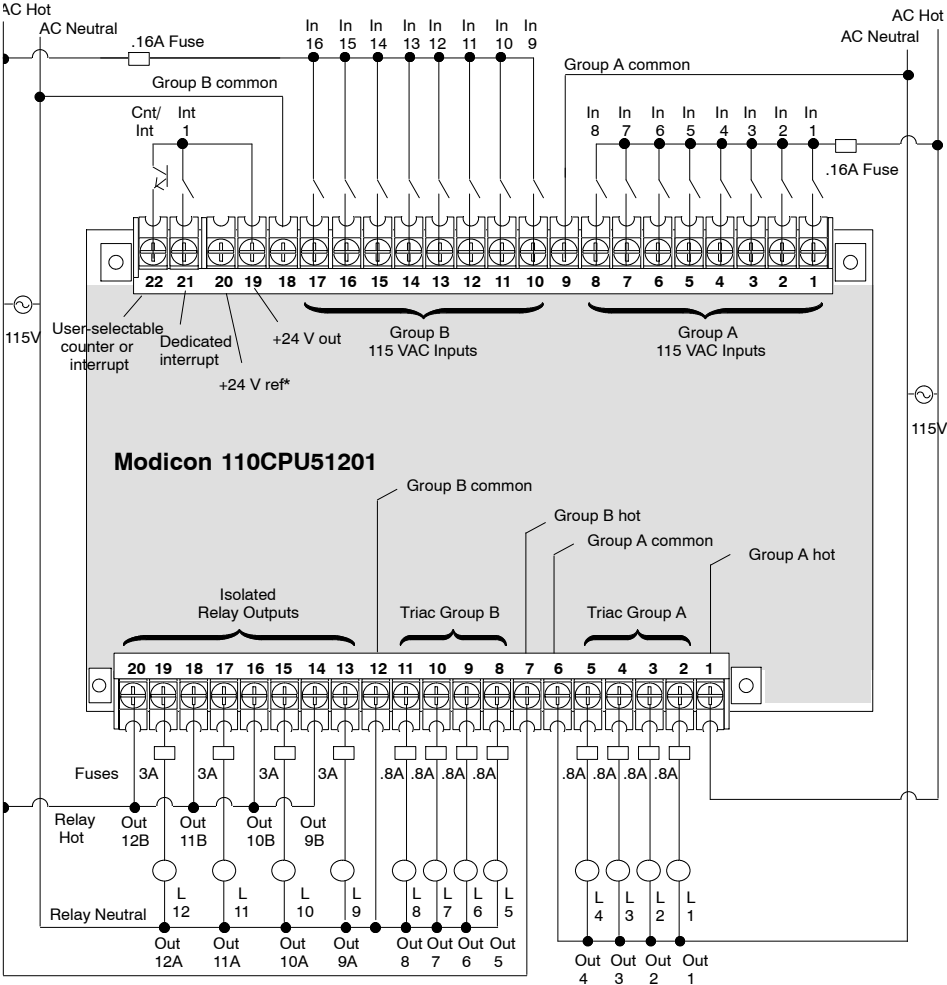 AC Hot
AC Neutral
.16A Fuse
In 16
In 15
In 14
In 13
In 12
In 11
In 10
In 9
AC Hot
AC Neutral
Group A common
Group B common
Cnt/
Int
Int
1
In 8
In 7
In 6
In 5
In 4
In 3
In 2
In 1
.16A Fuse
22 21 20 19 18 17 16 15 14 13 12 11 10 9 8 7 6 5 4 3 2 1
115V
User-selectable
counter or
interrupt
Dedicated
interrupt
+24 V out
+24 V ref*
Group B
115 VAC Inputs
Group A
115 VAC Inputs
115V
Modicon 110CPU51201
Group B common
Group B hot
Group A common
Group A hot
Isolated
Relay Outputs
Triac Group B
Triac Group A
20 19 18 17 16 15 14 13 12 11 10 9 8 7 6 5 4 3 2 1
Fuses
3A 3A 3A 3A .8A .8A .8A .8A .8A .8A .8A .8A
Relay
Hot
Out
12B
Out
11B
Out
10B
Out
9B
L
12
L
11
L
10
L
9
L
8
L
7
L
6
L
5
L
4
L
3
L
2
L
1
Relay Neutral
Out
12A
Out
11A
Out
10A
Out
9A
Out
8
Out
7
Out
6
Out
5
Out
4
Out
3
Out
2
Out
1